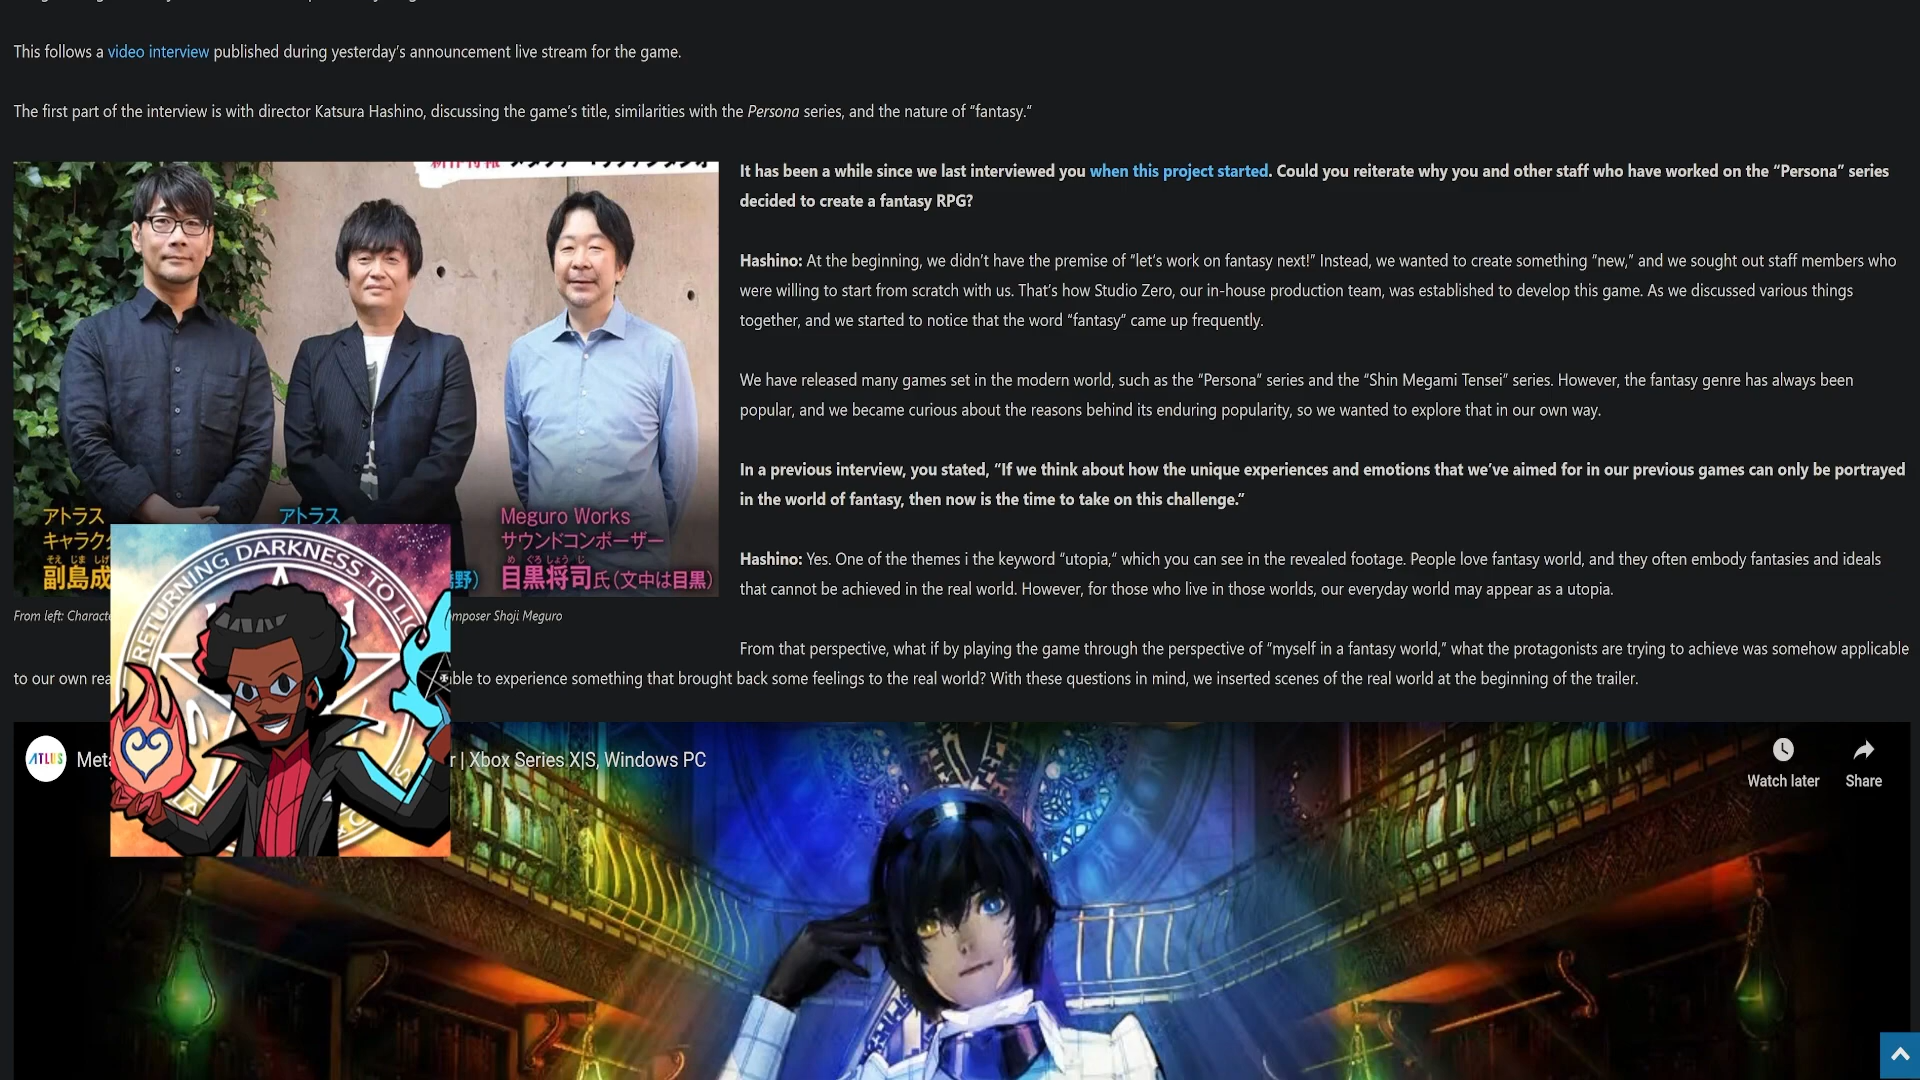 This follows a video interview published during yesterday’s announcement live stream for the game.
The first part of the interview is with director Katsura Hashino, discussing the game’s title, similarities with the Persona series, and the nature of “fantasy.”
It has been a while since we last interviewed you when this project started. Could you reiterate why you and other staff who have worked on the “Persona” series
decided to create a fantasy RPG?
Hashino: At the beginning, we didn’t have the premise of “let’s work on fantasy next!” Instead, we wanted to create something “new,” and we sought out staff members who
were willing to start from scratch with us. That’s how Studio Zero, our in-house production team, was established to develop this game. As we discussed various things
together, and we started to notice that the word “fantasy” came up frequently.
We have released many games set in the modern world, such as the “Persona” series and the “Shin Megami Tensei” series. However, the fantasy genre has always been
popular, and we became curious about the reasons behind its enduring popularity, so we wanted to explore that in our own way.
In a previous interview, you stated, “If we think about how the unique experiences and emotions that we’ve aimed for in our previous games can only be portrayed
in the world of fantasy, then now is the time to take on this challenge.”
Hashino: Yes. One of the themes i the keyword “utopia,” which you can see in the revealed footage. People love fantasy world, and they often embody fantasies and ideals
that cannot be achieved in the real world. However, for those who live in those worlds, our everyday world may appear as a utopia.
From that perspective, what if by playing the game through the perspective of “myself in a fantasy world,” what the protagonists are trying to achieve was somehow applicable
to our own rea
ble to experience something that brought back some feelings to the real world? With these questions in mind, we inserted scenes of the real world at the beginning of the trailer.
アトラス
キャラク
そえ じま しげ
副島成
アトラス
野)
Meguro Works
サウンドコンポーザー
め ぐろ しょう じ
目黒将司氏(文中は目黒)
From left: Characte
mposer Shoji Meguro
RETURNING DARKNESS TO LIG
ATLUS
Meta
r | Xbox Series X|S, Windows PC
Watch later
Share